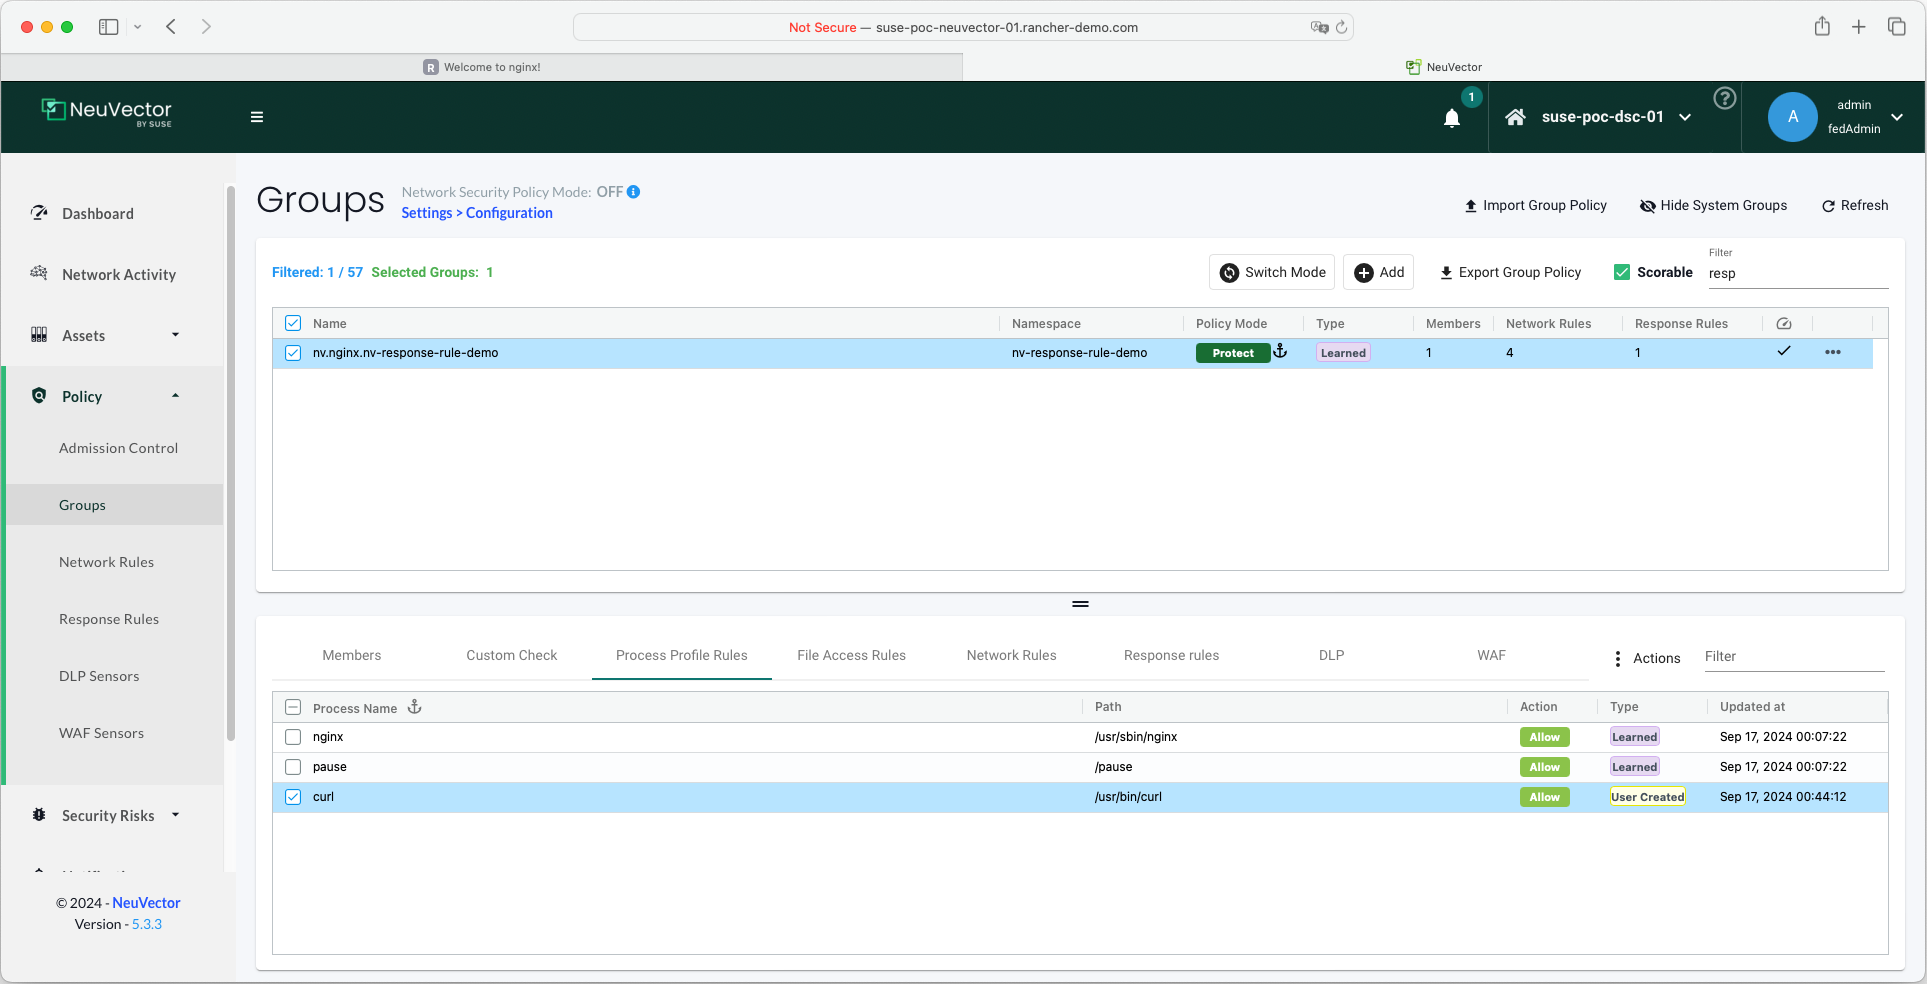 Not Secure — suse-poc-neuvector-01.rancher-demo.com
R Welcome to nginx!
NeuVector
NeuVector
BY SUSE
1
suse-poc-dsc-01
?
A
admin
fedAdmin
Dashboard
Network Activity
Assets
Policy
Admission Control
Groups
Network Rules
Response Rules
DLP Sensors
WAF Sensors
Security Risks
© 2024 - NeuVector
Version - 5.3.3
Groups
Network Security Policy Mode: OFF
Settings > Configuration
Import Group Policy
Hide System Groups
Refresh
Filtered: 1 / 57 Selected Groups: 1
Switch Mode
Add
Export Group Policy
Scorable
Filter
resp
Name Namespace Policy Mode Type Members Network Rules Response Rules
nv.nginx.nv-response-rule-demo nv-response-rule-demo Protect Learned 1 4 1
Members Custom Check Process Profile Rules File Access Rules Network Rules Response rules DLP WAF
Actions
Filter
Process Name Path Action Type Updated at
nginx /usr/sbin/nginx Allow Learned Sep 17, 2024 00:07:22
pause /pause Allow Learned Sep 17, 2024 00:07:22
curl /usr/bin/curl Allow User Created Sep 17, 2024 00:44:12